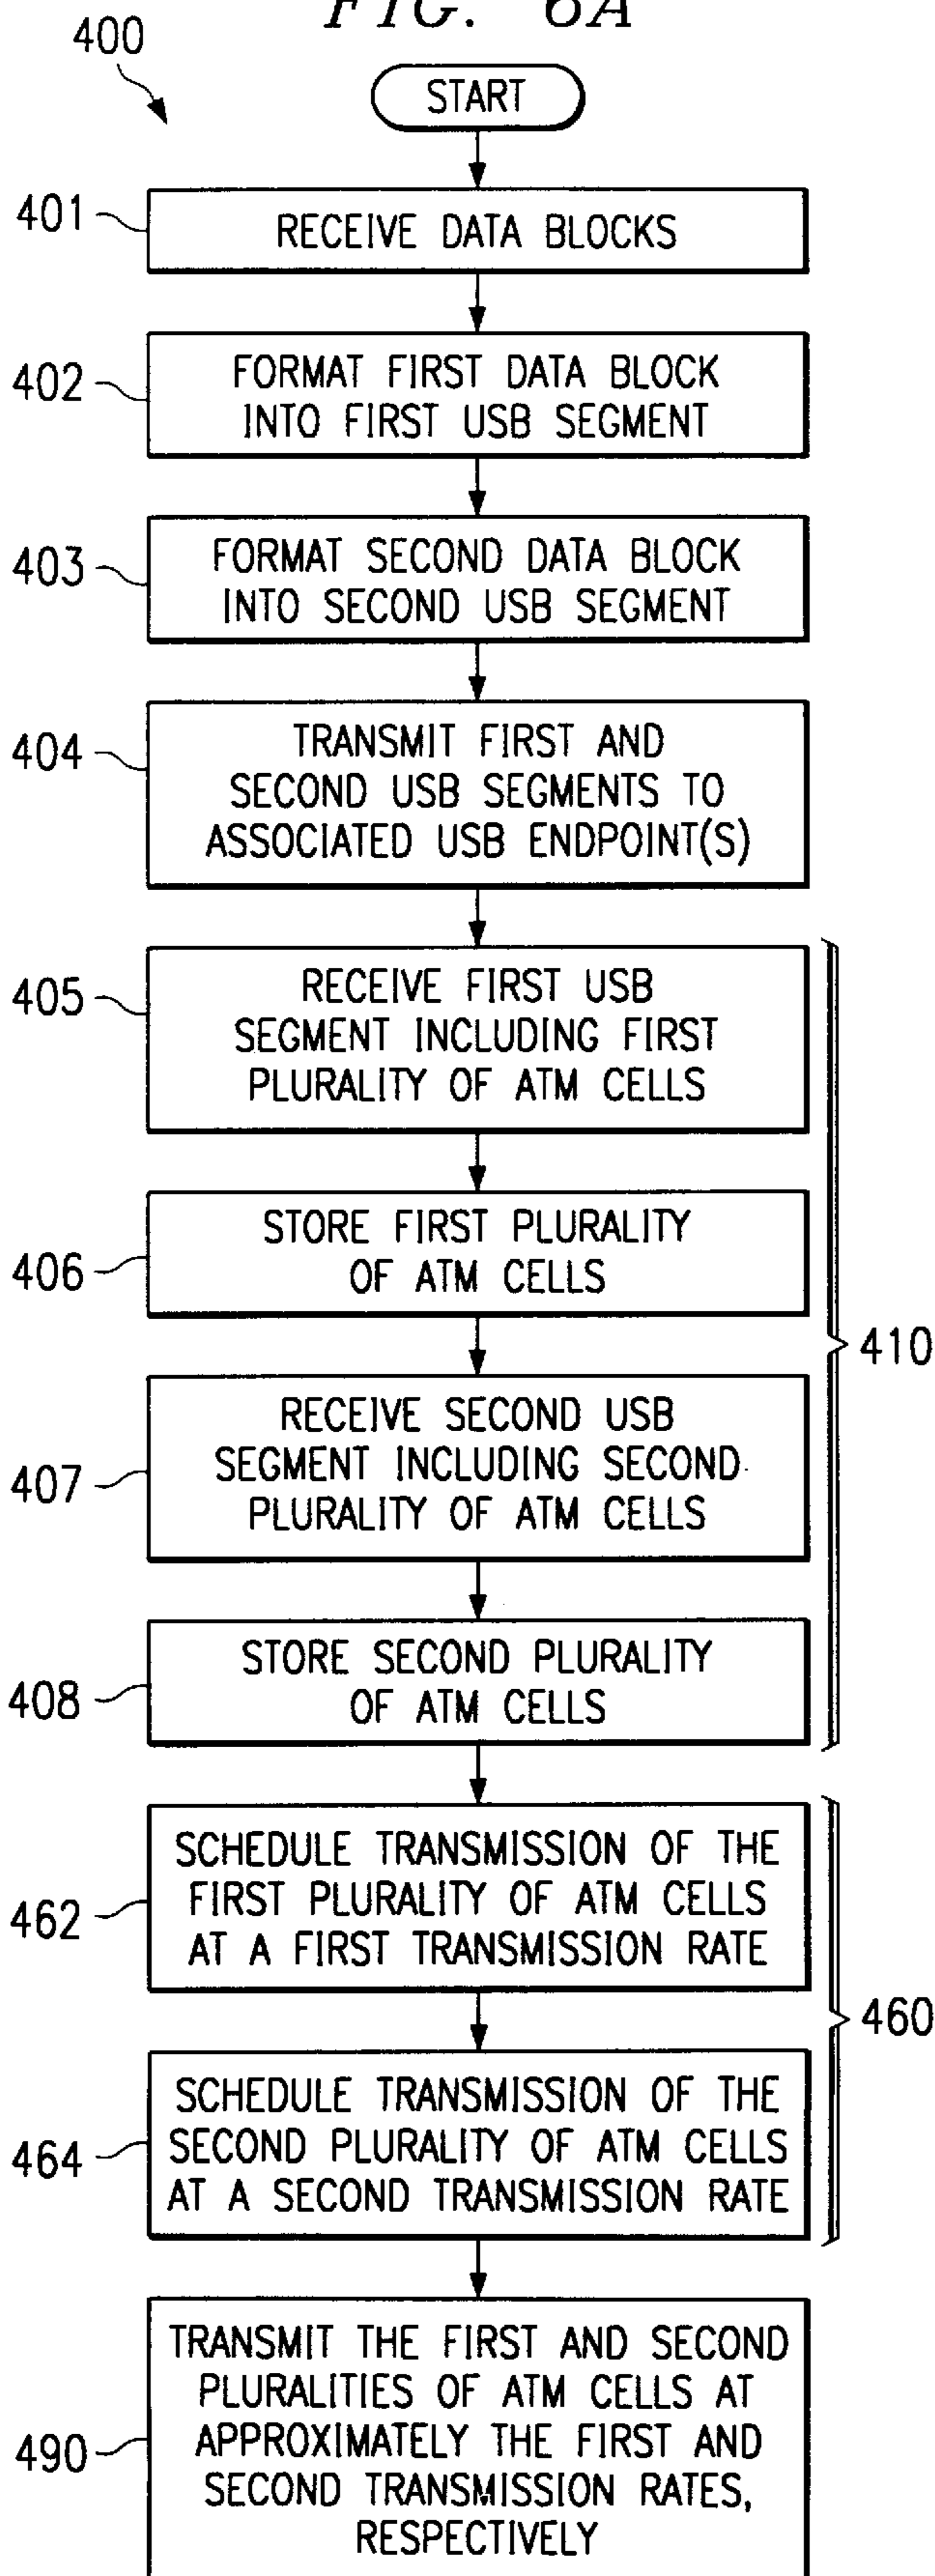 FIG. 6A
400
START
401
RECEIVE DATA BLOCKS
402
FORMAT FIRST DATA BLOCK
INTO FIRST USB SEGMENT
403
FORMAT SECOND DATA BLOCK
INTO SECOND USB SEGMENT
404
TRANSMIT FIRST AND
SECOND USB SEGMENTS TO
ASSOCIATED USB ENDPOINT(S)
405
RECEIVE FIRST USB
SEGMENT INCLUDING FIRST
PLURALITY OF ATM CELLS
406
STORE FIRST PLURALITY
OF ATM CELLS
410
407
RECEIVE SECOND USB
SEGMENT INCLUDING SECOND
PLURALITY OF ATM CELLS
408
STORE SECOND PLURALITY
OF ATM CELLS
462
SCHEDULE TRANSMISSION OF THE
FIRST PLURALITY OF ATM CELLS
AT A FIRST TRANSMISSION RATE
460
464
SCHEDULE TRANSMISSION OF THE
SECOND PLURALITY OF ATM CELLS
AT A SECOND TRANSMISSION RATE
490
TRANSMIT THE FIRST AND SECOND
PLURALITIES OF ATM CELLS AT
APPROXIMATELY THE FIRST AND
SECOND TRANSMISSION RATES,
RESPECTIVELY